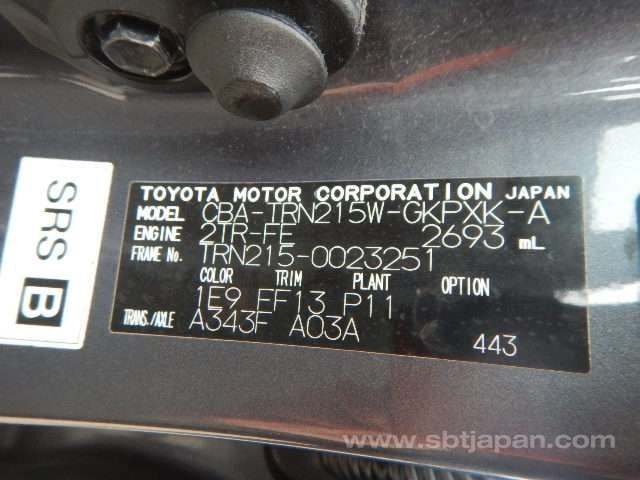 SRS B
TOYOTA MOTOR CORPORATION JAPAN
MODEL CBA-TRN215W-GKPXK-A
ENGINE 2TR-FE 2693 mL
FRAME No. TRN215-0023251
COLOR TRIM PLANT OPTION
1E9 FF13 P11
TRANS./AXLE A343F A03A
443
www.sbtjapan.com